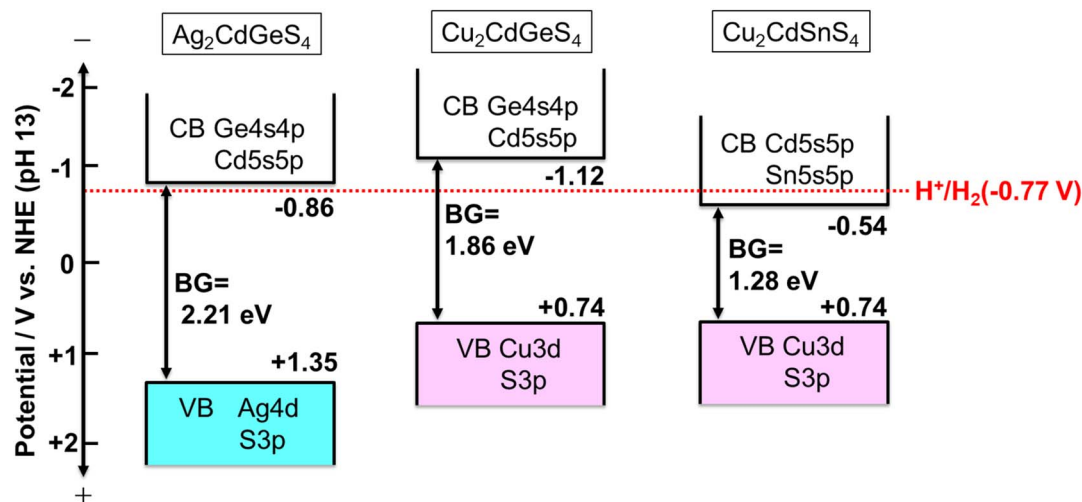 Ag₂CdGeS₄
Cu₂CdGeS₄
Cu₂CdSnS₄
Potential / V vs. NHE (pH 13)
−
-2
-1
0
+1
+2
+
CB Ge4s4p
Cd5s5p
-0.86
BG=
2.21 eV
+1.35
VB Ag4d
S3p
CB Ge4s4p
Cd5s5p
-1.12
BG=
1.86 eV
+0.74
VB Cu3d
S3p
CB Cd5s5p
Sn5s5p
-0.54
BG=
1.28 eV
+0.74
VB Cu3d
S3p
H⁺/H₂(-0.77 V)